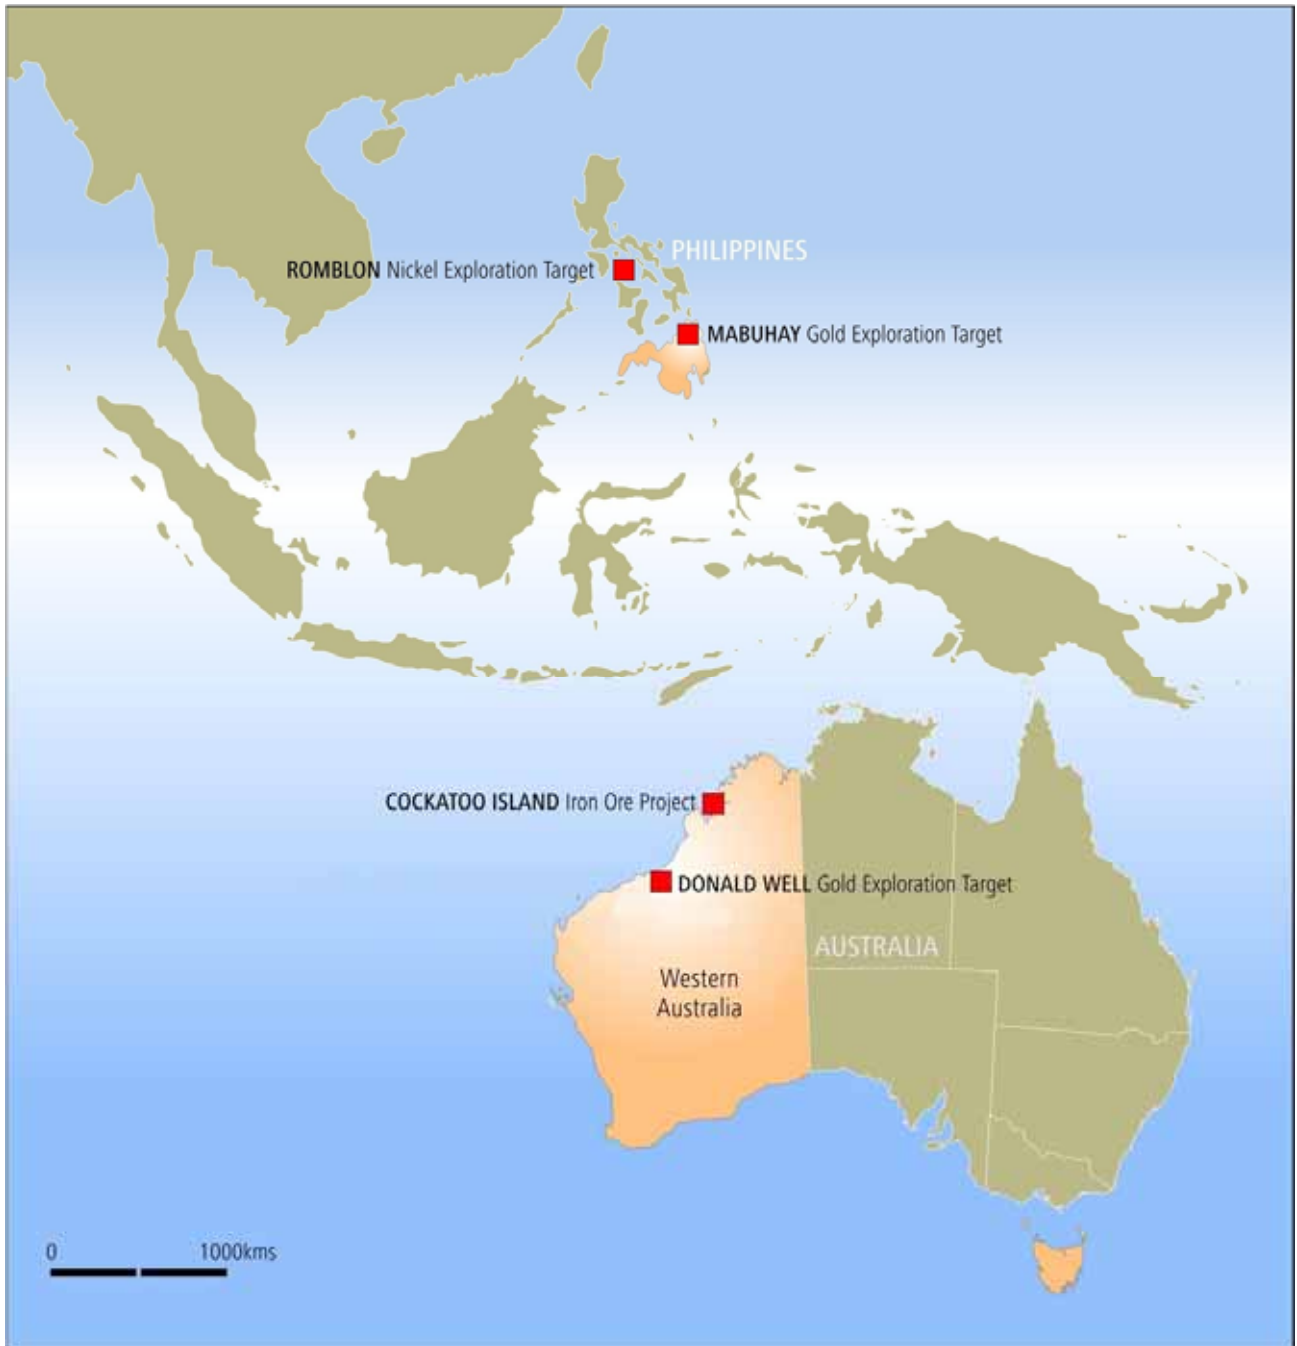 PHILIPPINES
ROMBLON Nickel Exploration Target
MABUHAY Gold Exploration Target
COCKATOO ISLAND Iron Ore Project
DONALD WELL Gold Exploration Target
AUSTRALIA
Western
Australia
0 1000kms